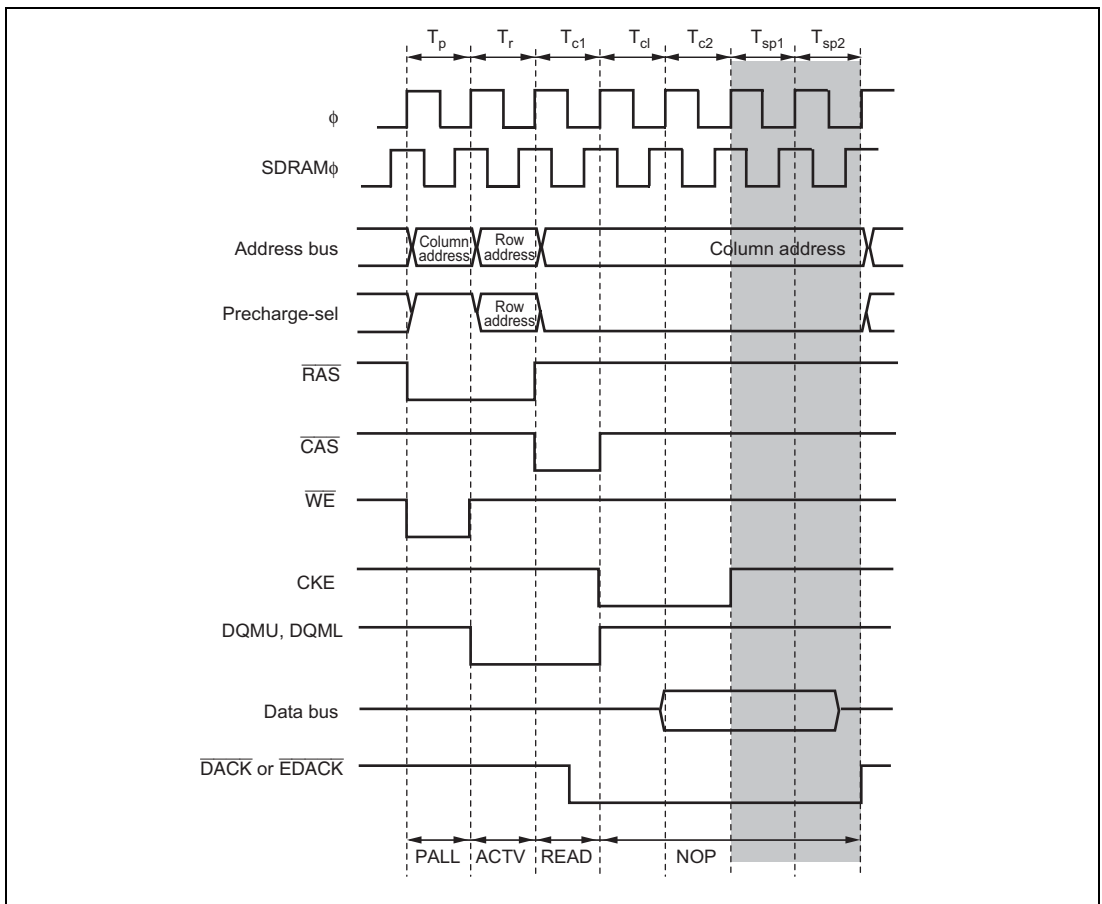 Tp Tr Tc1 Tcl Tc2 Tsp1 Tsp2
ϕ
SDRAMϕ
Address bus
Column
address
Row
address
Column address
Precharge-sel
Row
address
RAS
CAS
WE
CKE
DQMU, DQML
Data bus
DACK or EDACK
PALL ACTV READ NOP